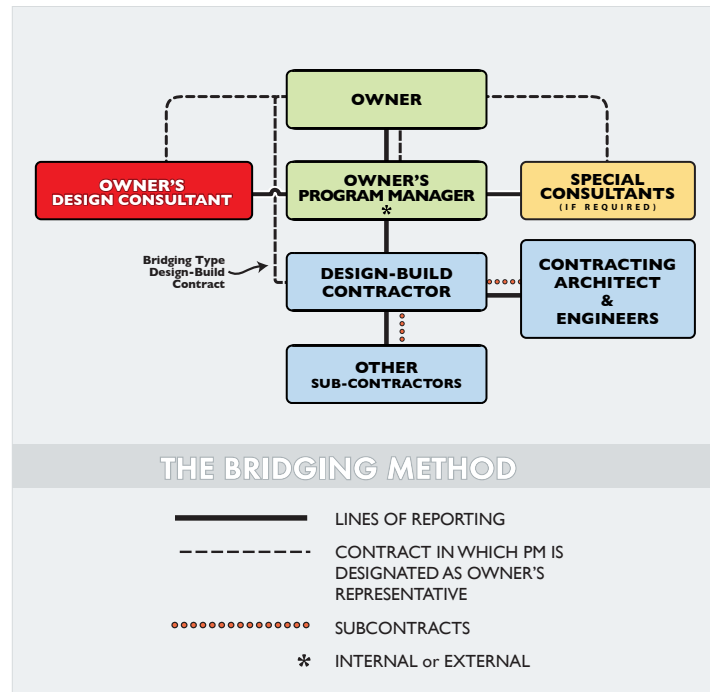 OWNER
OWNER'S
DESIGN CONSULTANT
OWNER'S
PROGRAM MANAGER
*
SPECIAL
CONSULTANTS
(IF REQUIRED)
Bridging Type
Design-Build
Contract
DESIGN-BUILD
CONTRACTOR
CONTRACTING
ARCHITECT
&
ENGINEERS
OTHER
SUB-CONTRACTORS
THE BRIDGING METHOD
LINES OF REPORTING
CONTRACT IN WHICH PM IS
DESIGNATED AS OWNER'S
REPRESENTATIVE
SUBCONTRACTS
* INTERNAL or EXTERNAL